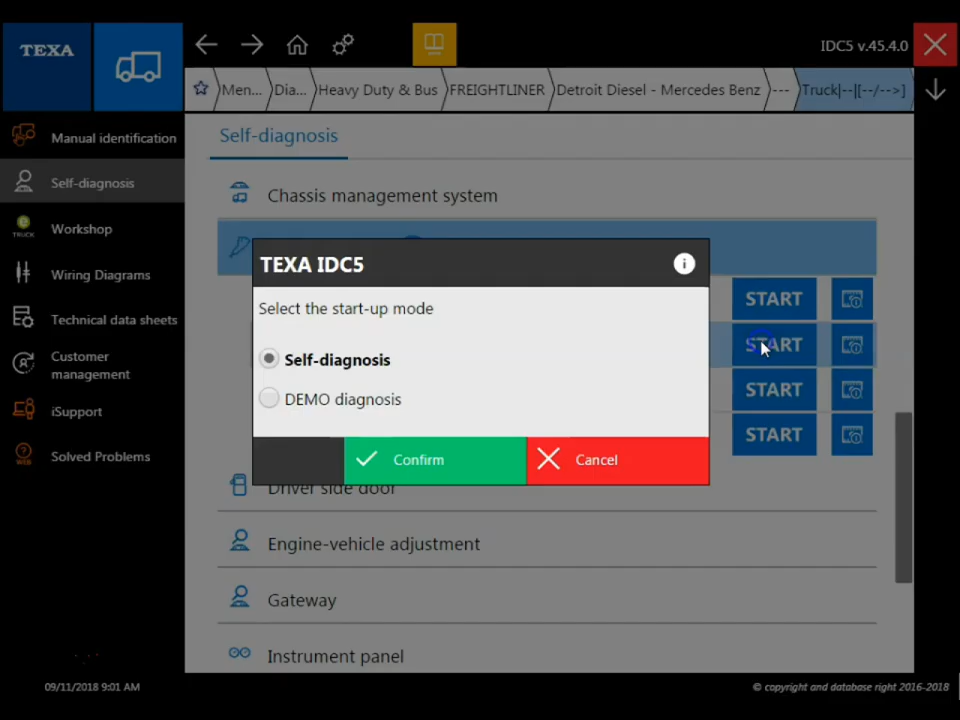 TEXA
IDC5 v.45.4.0
Men...
Dia...
Heavy Duty & Bus
FREIGHTLINER
Detroit Diesel - Mercedes Benz
---
Truck|--|[--/-->]
Manual identification
Self-diagnosis
TRUCK
Workshop
Wiring Diagrams
Technical data sheets
Customer
management
iSupport
WEB
Solved Problems
Self-diagnosis
Chassis management system
TEXA IDC5
i
Select the start-up mode
Self-diagnosis
DEMO diagnosis
Confirm
Cancel
START
START
START
START
Driver side door
Engine-vehicle adjustment
Gateway
Instrument panel
09/11/2018 9:01 AM
© copyright and database right 2016-2018